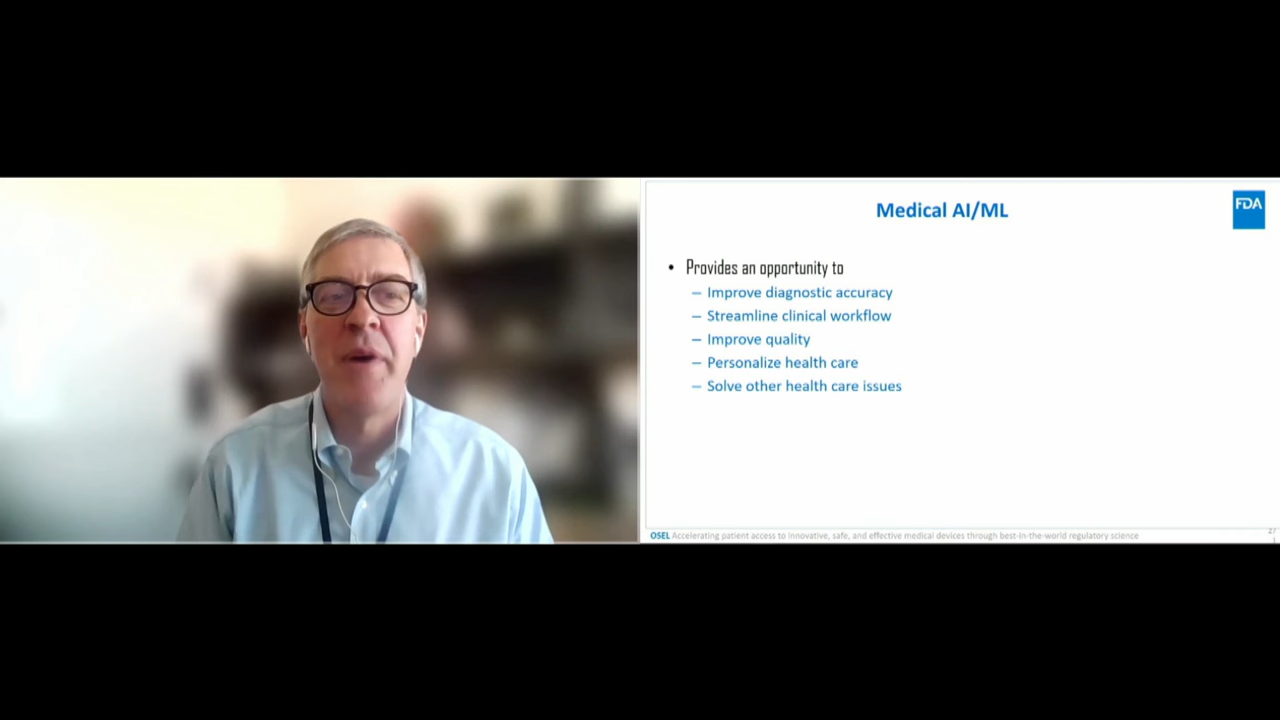 Medical AI/ML
FDA
• Provides an opportunity to
– Improve diagnostic accuracy
– Streamline clinical workflow
– Improve quality
– Personalize health care
– Solve other health care issues
OSEL Accelerating patient access to innovative, safe, and effective medical devices through best-in-the-world regulatory science